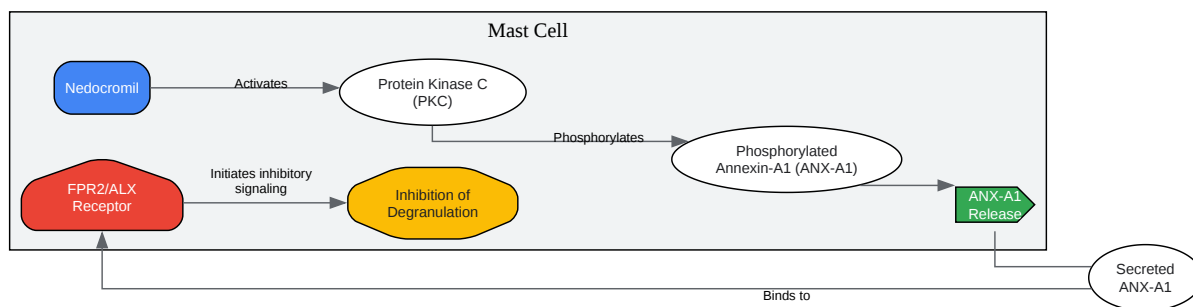 Mast Cell
Nedocromil
Activates
Protein Kinase C
(PKC)
Phosphorylates
Phosphorylated
Annexin-A1 (ANX-A1)
ANX-A1
Release
FPR2/ALX
Receptor
Initiates inhibitory
signaling
Inhibition of
Degranulation
Secreted
ANX-A1
Binds to